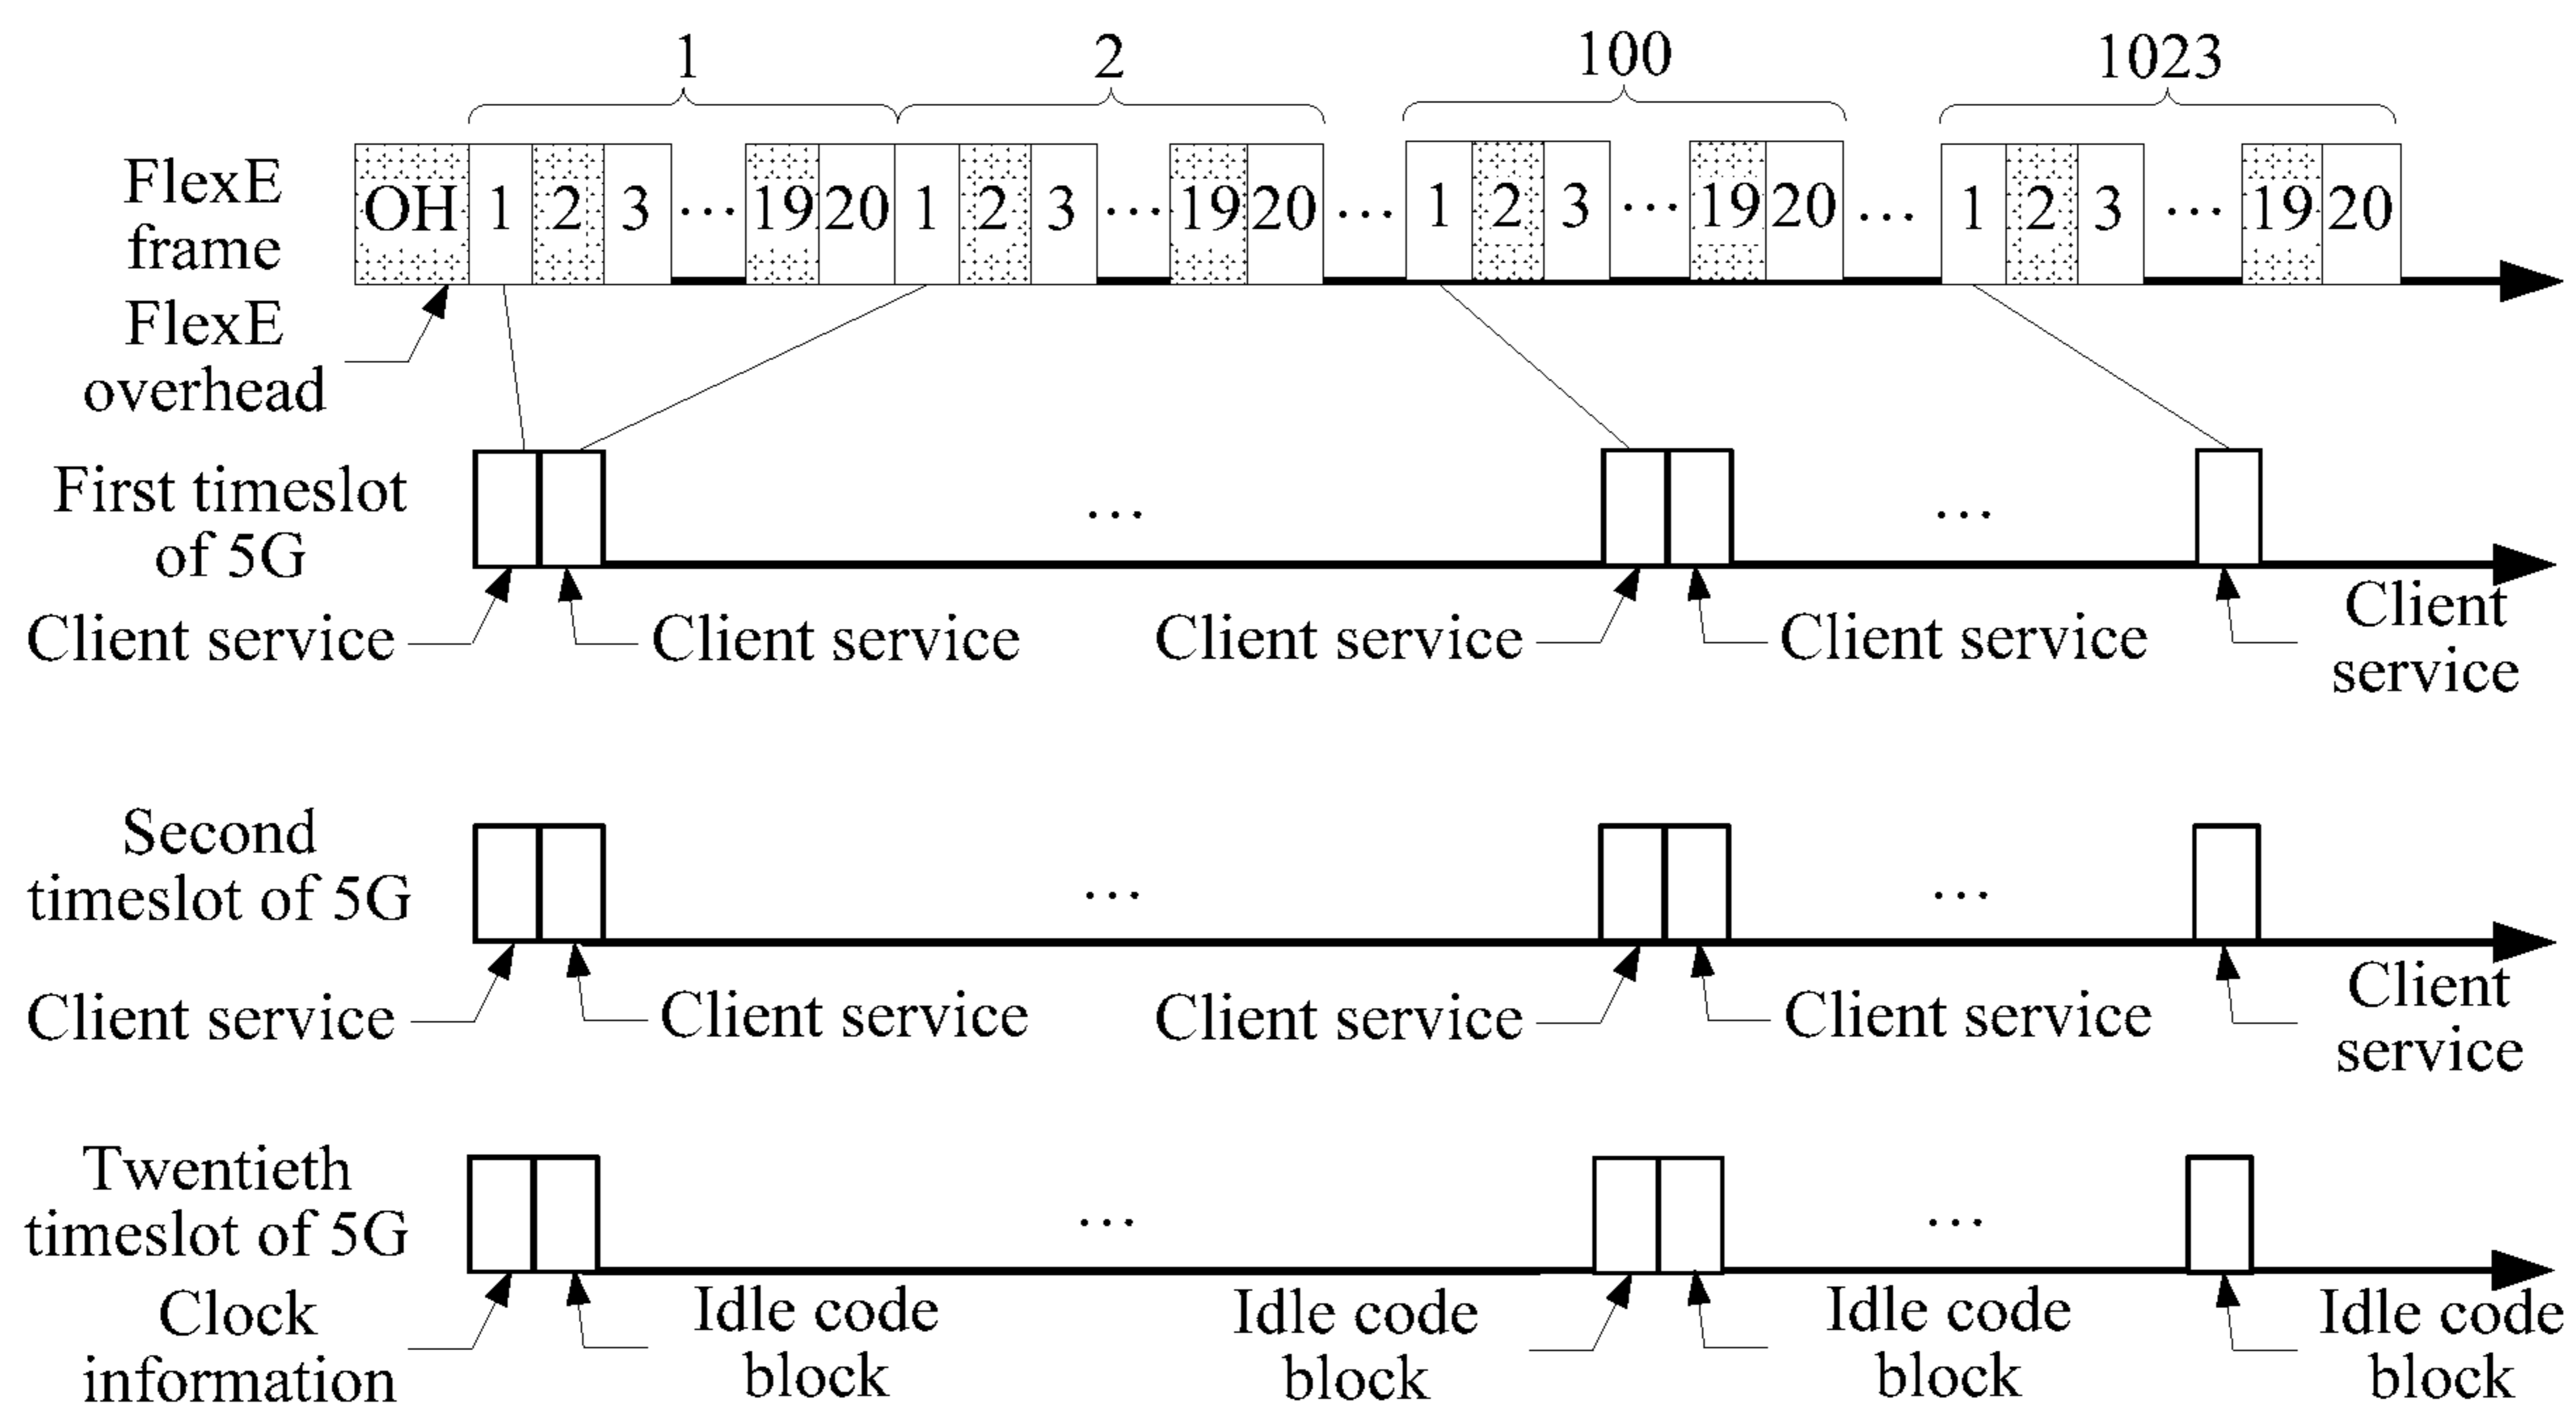 1 2 100 1023
FlexE
frame
OH 1 2 3 ... 19 20 1 2 3 ... 19 20 ... 1 2 3 ... 19 20 ... 1 2 3 ... 19 20
FlexE
overhead
First timeslot
of 5G
... ...
Client service Client service Client service Client service Client
service
Second
timeslot of 5G
... ...
Client service Client service Client service Client service Client
service
Twentieth
timeslot of 5G
... ...
Clock
information
Idle code
block
Idle code
block
Idle code
block
Idle code
block